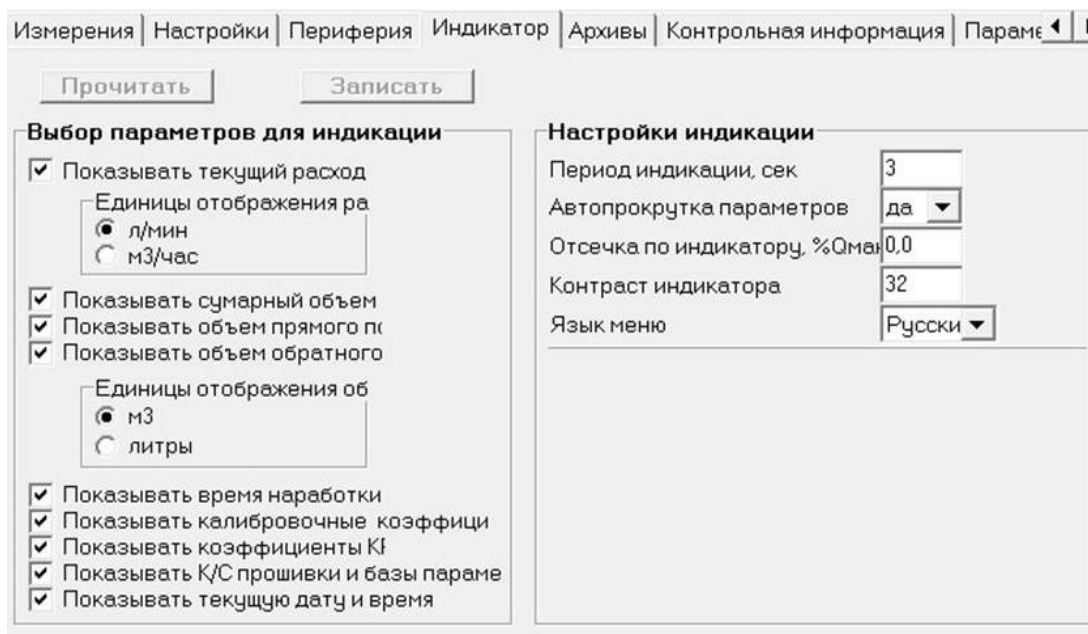 Измерения Настройки Периферия Индикатор Архивы Контрольная информация Параме
Прочитать Записать
Выбор параметров для индикации
Показывать текущий расход
Единицы отображения ра
л/мин
м3/час
Показывать сумарный объем
Показывать объем прямого по
Показывать объем обратного
Единицы отображения об
м3
литры
Показывать время наработки
Показывать калибровочные коэффици
Показывать коэффициенты
Показывать К/С прошивки и базы параме
Показывать текущую дату и время
Настройки индикации
Период индикации, сек 3
Автопрокрутка параметров да
Отсечка по индикатору, %Qмак 0,0
Контраст индикатора 32
Язык меню Русски